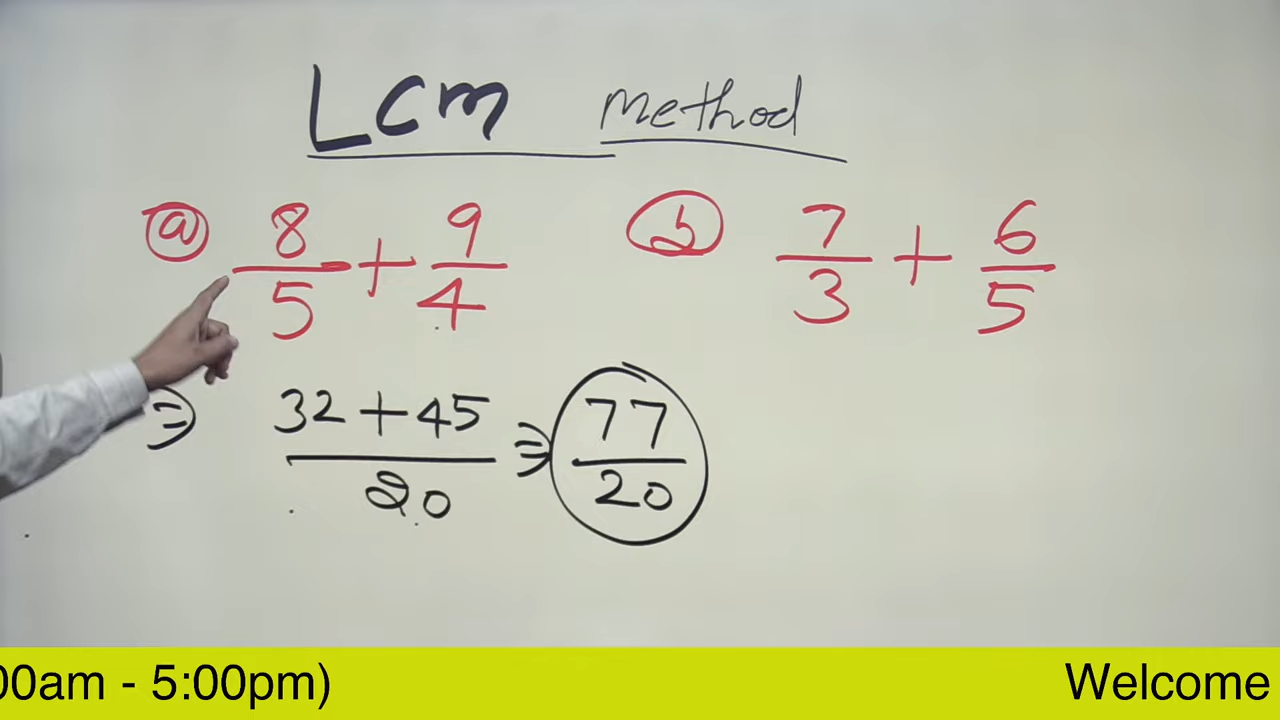 LCM Method
(a) 8/5 + 9/4
(b) 7/3 + 6/5
⇒ (32 + 45)/20 ⇒ 77/20
00am - 5:00pm) Welcome